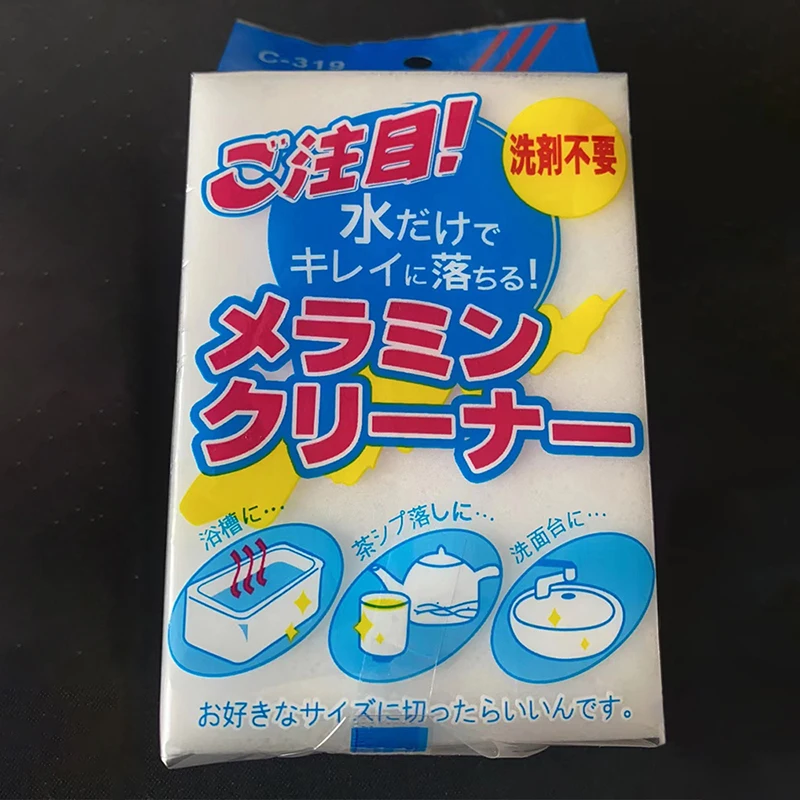 C-319
ご注目!
洗剤不要
水だけで
キレイに落ちる!
メラミン
クリーナー
浴槽に…
茶シプ落しに…
洗面台に…
お好きなサイズに切ったらいいんです。